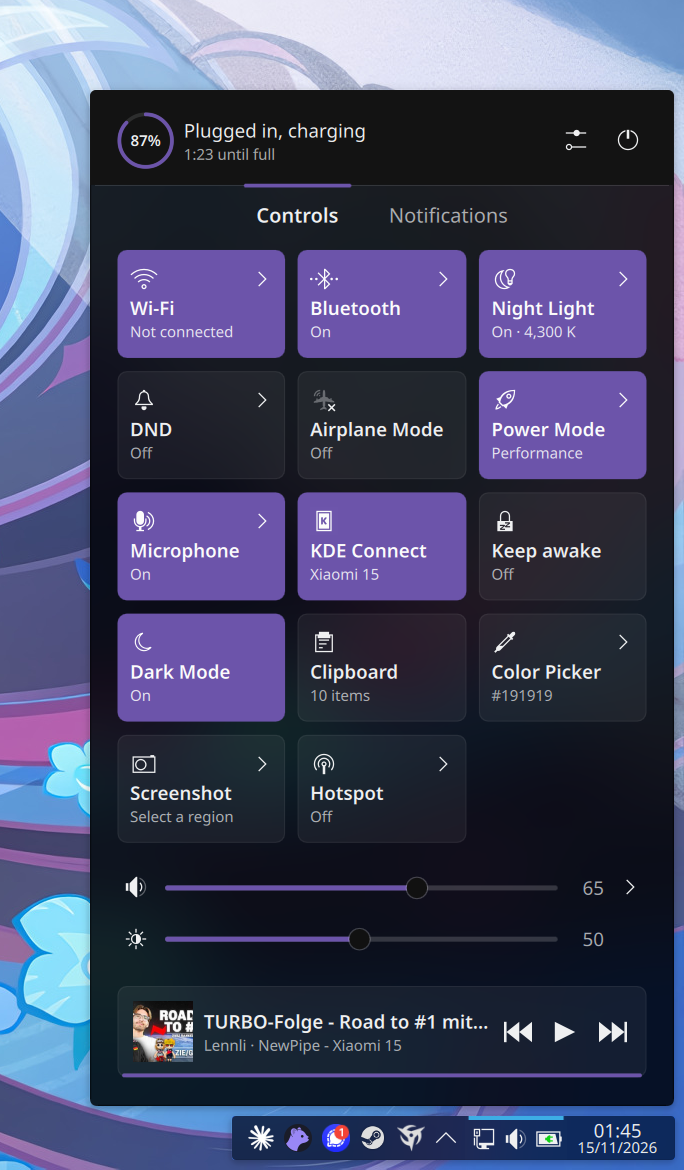 87%
Plugged in, charging
1:23 until full
Controls
Notifications
Wi-Fi
Not connected
Bluetooth
On
Night Light
On · 4,300 K
DND
Off
Airplane Mode
Off
Power Mode
Performance
Microphone
On
KDE Connect
Xiaomi 15
Keep awake
Off
Dark Mode
On
Clipboard
10 items
Color Picker
#191919
Screenshot
Select a region
Hotspot
Off
65
50
ROAD
TO #
TURBO-Folge - Road to #1 mit...
Lennli · NewPipe - Xiaomi 15
1
01:45
15/11/2026